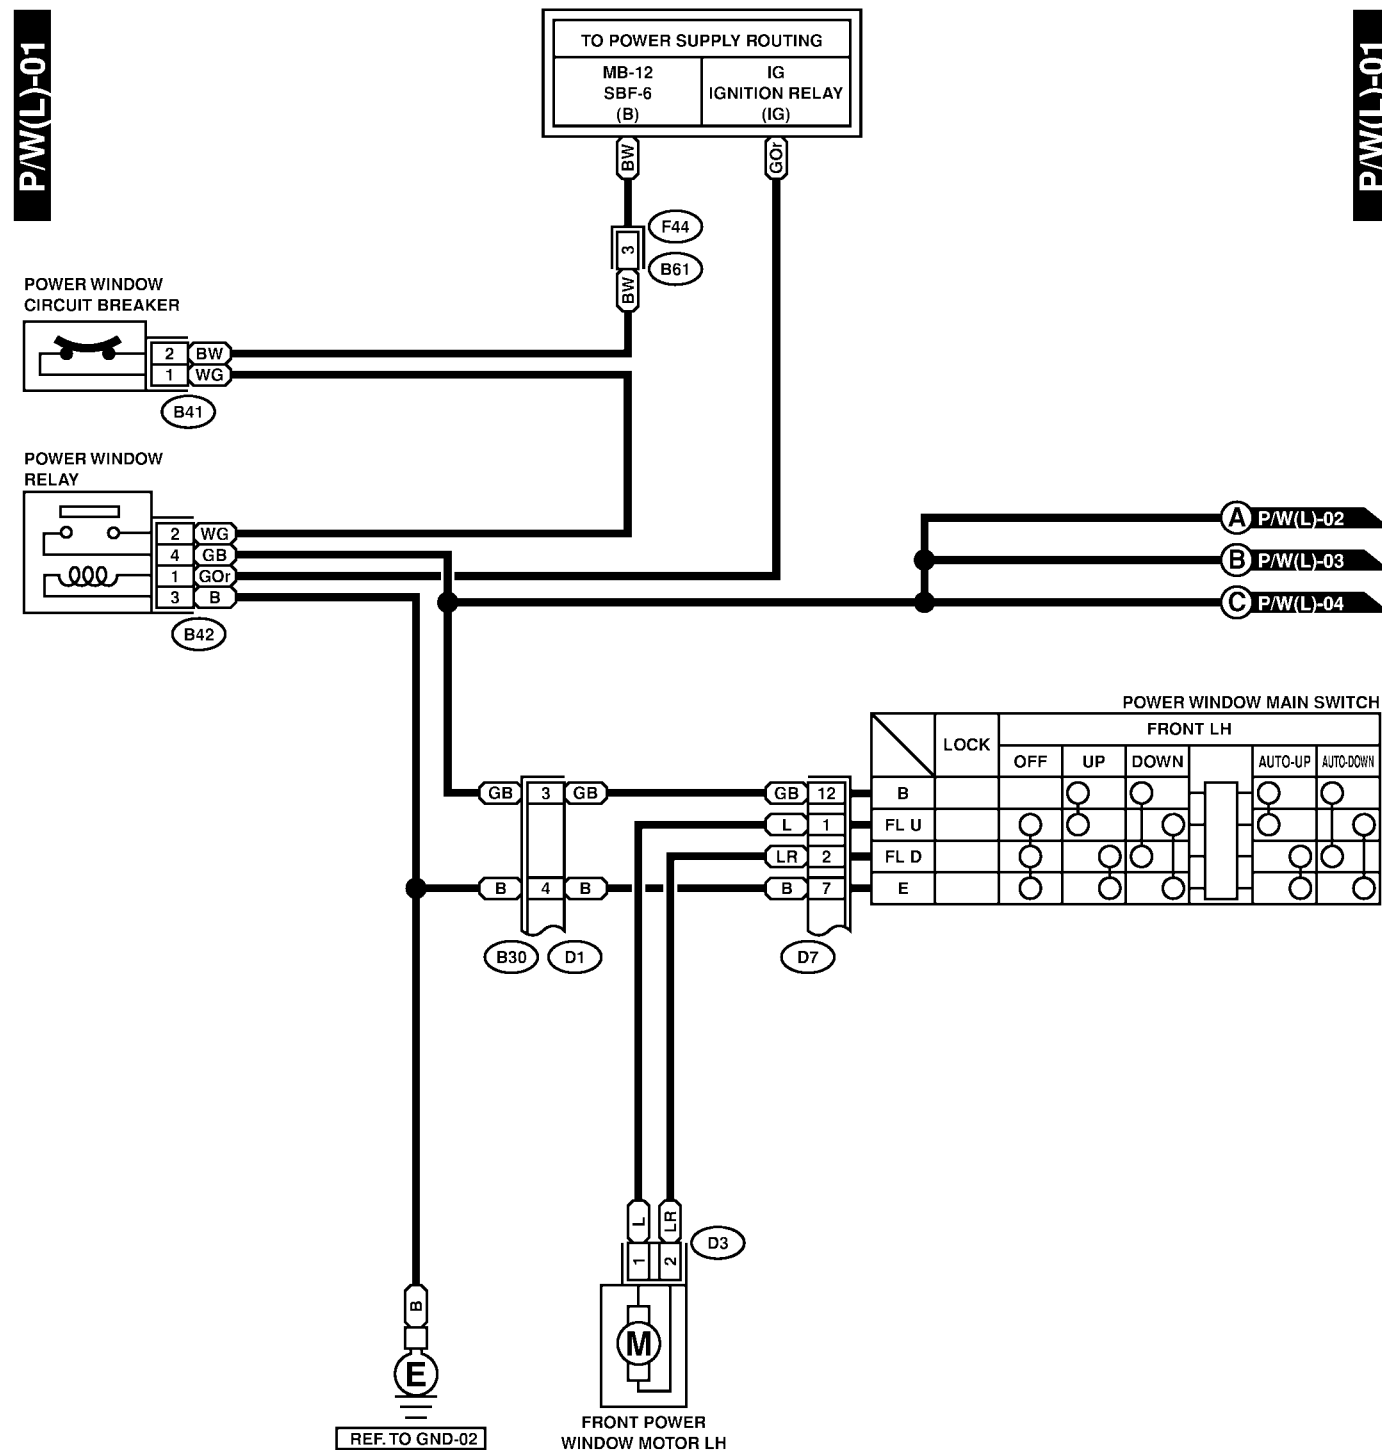 P/W(L)-01
P/W(L)-01
TO POWER SUPPLY ROUTING
MB-12
SBF-6
(B)
IG
IGNITION RELAY
(IG)
BW
GOr
3
F44
B61
BW
POWER WINDOW
CIRCUIT BREAKER
2 BW
1 WG
B41
POWER WINDOW
RELAY
2 WG
4 GB
1 GOr
3 B
B42
A P/W(L)-02
B P/W(L)-03
C P/W(L)-04
POWER WINDOW MAIN SWITCH
LOCK
FRONT LH
OFF UP DOWN AUTO-UP AUTO-DOWN
GB 3 GB GB 12 B
L 1 FL U
LR 2 FL D
B 4 B B 7 E
B30 D1 D7
L LR
1 2
D3
M
FRONT POWER
WINDOW MOTOR LH
B
E
REF. TO GND-02